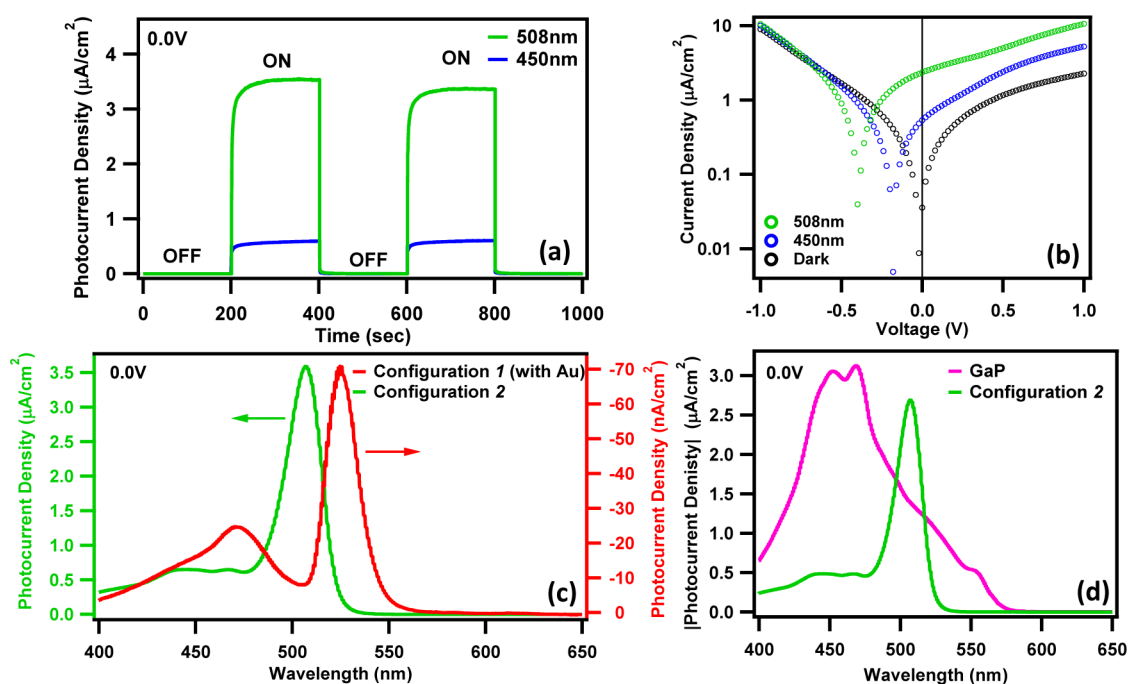 0.0V
508nm
450nm
ON
ON
OFF
OFF
(a)
Photocurrent Density (µA/cm²)
4
3
2
1
0
0
200
400
600
800
1000
Time (sec)
10
1
0.1
0.01
Current Density (µA/cm²)
508nm
450nm
Dark
(b)
-1.0
-0.5
0.0
0.5
1.0
Voltage (V)
0.0V
Configuration 1 (with Au)
Configuration 2
(c)
Photocurrent Density (µA/cm²)
3.5
3.0
2.5
2.0
1.5
1.0
0.5
0.0
-70
-60
-50
-40
-30
-20
-10
0
Photocurrent Density (nA/cm²)
400
450
500
550
600
650
Wavelength (nm)
0.0V
GaP
Configuration 2
(d)
|Photocurrent Denisty| (µA/cm²)
3.0
2.5
2.0
1.5
1.0
0.5
0.0
400
450
500
550
600
650
Wavelength (nm)